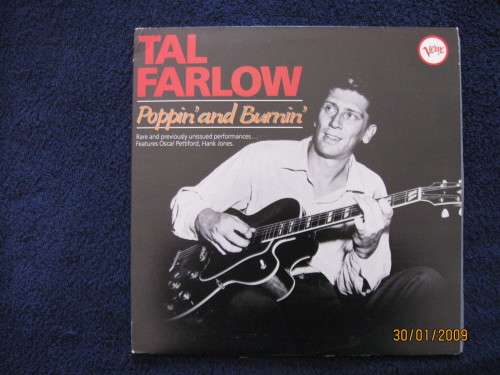 TAL
FARLOW
Verve
Poppin' and Burnin'
Rare and previously unissued performances...
Features Oscar Pettiford, Hank Jones.
30/01/2009